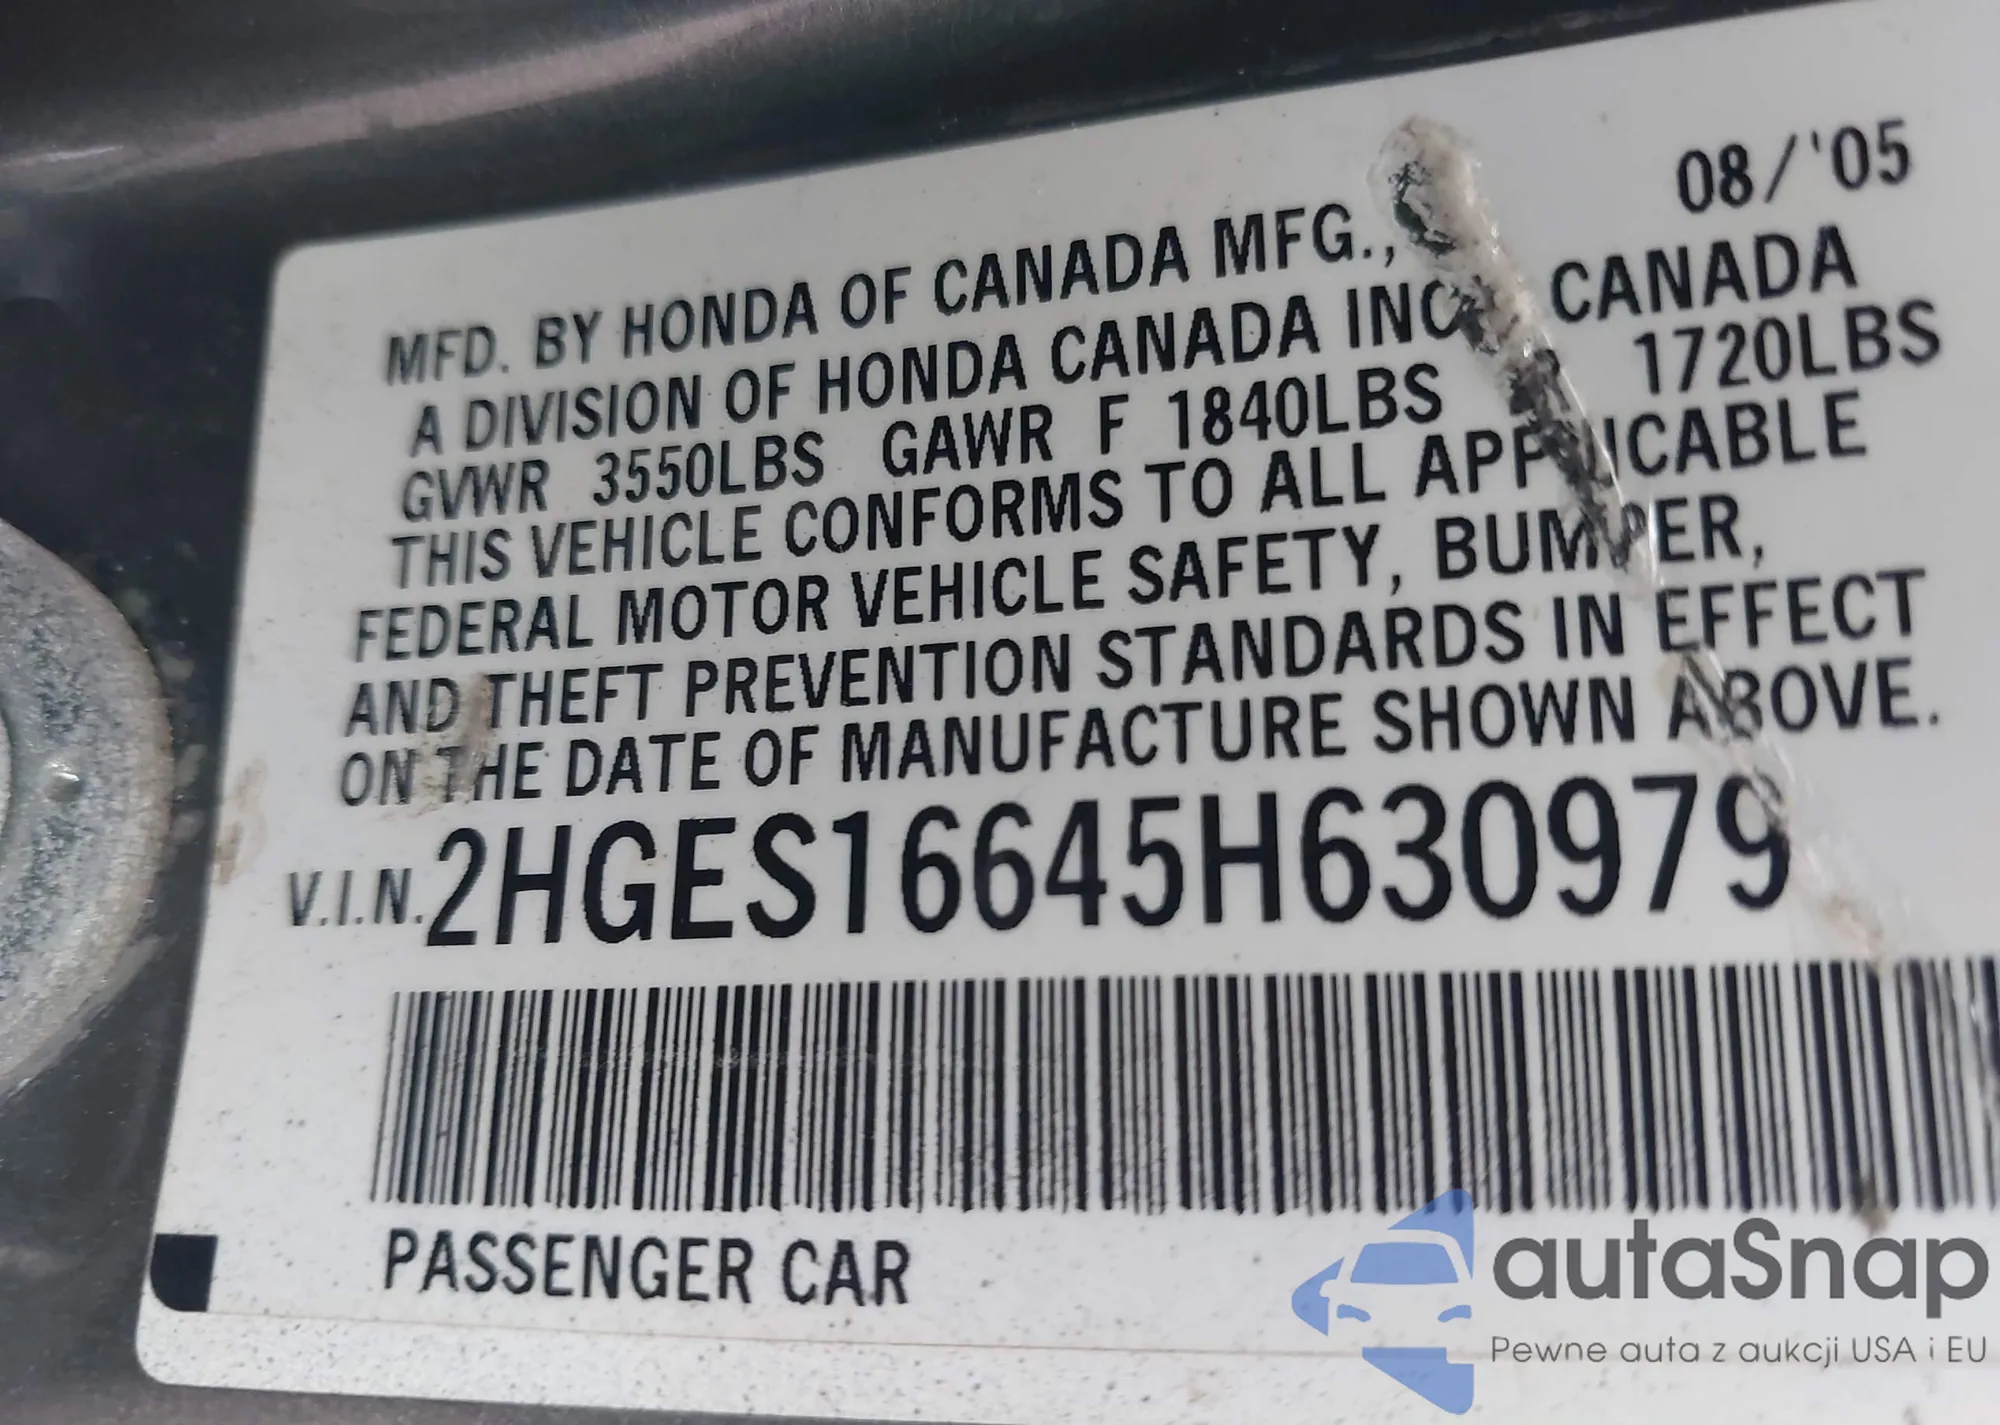 08/'05
MFD. BY HONDA OF CANADA MFG.,
A DIVISION OF HONDA CANADA INC. CANADA
GVWR 3550LBS GAWR F 1840LBS 1720LBS
THIS VEHICLE CONFORMS TO ALL APPLICABLE
FEDERAL MOTOR VEHICLE SAFETY, BUMPER,
AND THEFT PREVENTION STANDARDS IN EFFECT
ON THE DATE OF MANUFACTURE SHOWN ABOVE.
V.I.N. 2HGES16645H630979
PASSENGER CAR
autaSnap
Pewne auta z aukcji USA i EU